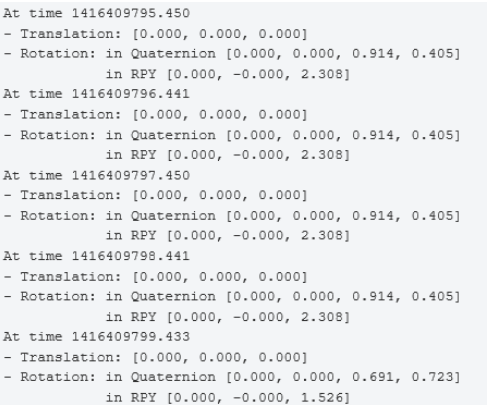 At time 1416409795.450
- Translation: [0.000, 0.000, 0.000]
- Rotation: in Quaternion [0.000, 0.000, 0.914, 0.405]
in RPY [0.000, -0.000, 2.308]
At time 1416409796.441
- Translation: [0.000, 0.000, 0.000]
- Rotation: in Quaternion [0.000, 0.000, 0.914, 0.405]
in RPY [0.000, -0.000, 2.308]
At time 1416409797.450
- Translation: [0.000, 0.000, 0.000]
- Rotation: in Quaternion [0.000, 0.000, 0.914, 0.405]
in RPY [0.000, -0.000, 2.308]
At time 1416409798.441
- Translation: [0.000, 0.000, 0.000]
- Rotation: in Quaternion [0.000, 0.000, 0.914, 0.405]
in RPY [0.000, -0.000, 2.308]
At time 1416409799.433
- Translation: [0.000, 0.000, 0.000]
- Rotation: in Quaternion [0.000, 0.000, 0.691, 0.723]
in RPY [0.000, -0.000, 1.526]